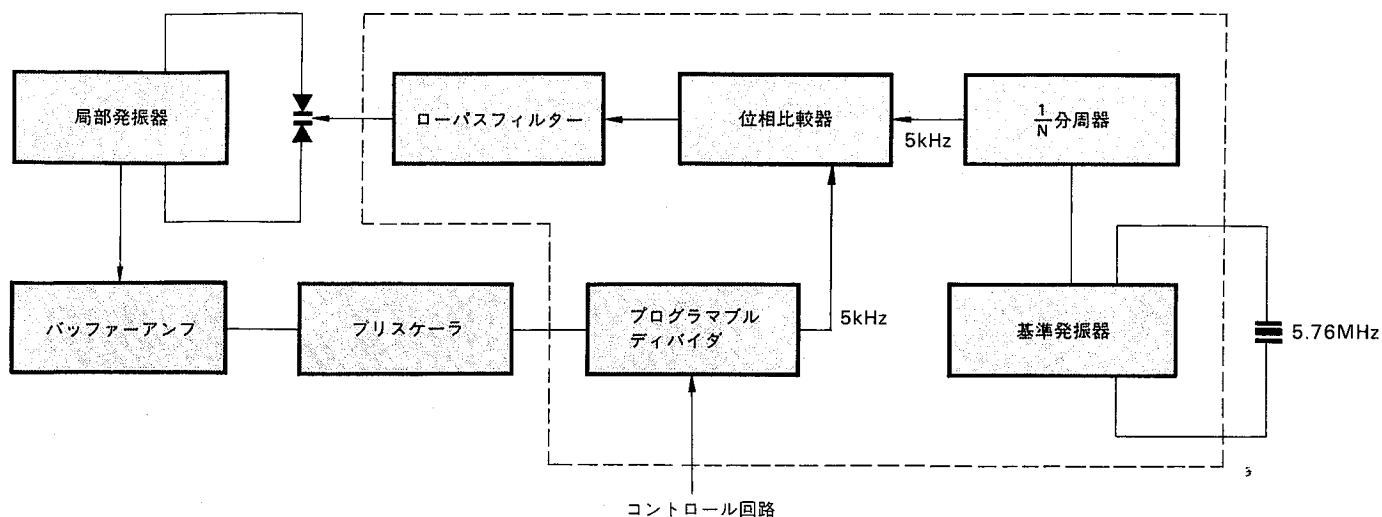 局部発振器
ローパスフィルター
位相比較器
5kHz
1/N分周器
バッファーアンプ
プリスケーラ
プログラマブル
ディバイダ
5kHz
基準発振器
5.76MHz
コントロール回路